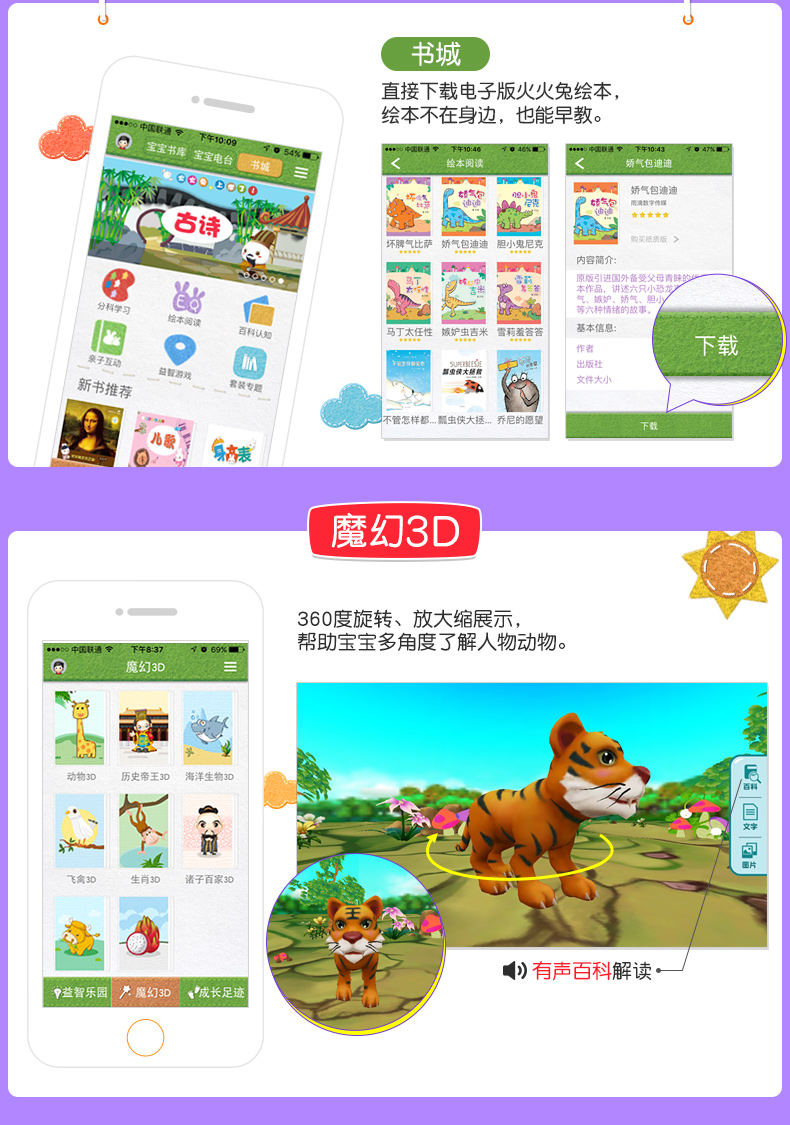 书城
直接下载电子版火火兔绘本，
绘本不在身边，也能早教。
中国联通 下午10:09 54%
宝宝书库 宝宝电台 书城
古诗
分科学习 绘本阅读 百科认知
亲子互动 益智游戏 套装专题
新书推荐
儿歌
身高表
中国联通 下午10:46 46%
绘本阅读
坏脾气比萨 娇气包迪迪 胆小鬼尼克
马丁太任性 嫉妒虫吉米 雪莉羞答答
SUPERBEESJE
瓢虫侠大拯救
不管怎样都... 瓢虫侠大拯... 乔尼的愿望
中国联通 下午10:43 47%
娇气包迪迪
娇气包迪迪
雨滴数字传媒
购买纸质版
内容简介：
原版引进国外备受父母青睐的
本作品，讲述六只小恐龙
气、嫉妒、娇气、胆小
等六种情绪的故事。
基本信息：
作者
出版社
文件大小
下载
下载
魔幻3D
360度旋转、放大缩展示，
帮助宝宝多角度了解人物动物。
中国联通 下午8:37 69%
魔幻3D
动物3D 历史帝王3D 海洋生物3D
飞禽3D 生肖3D 诸子百家3D
益智乐园 魔幻3D 成长足迹
百科
文字
图片
有声百科解读